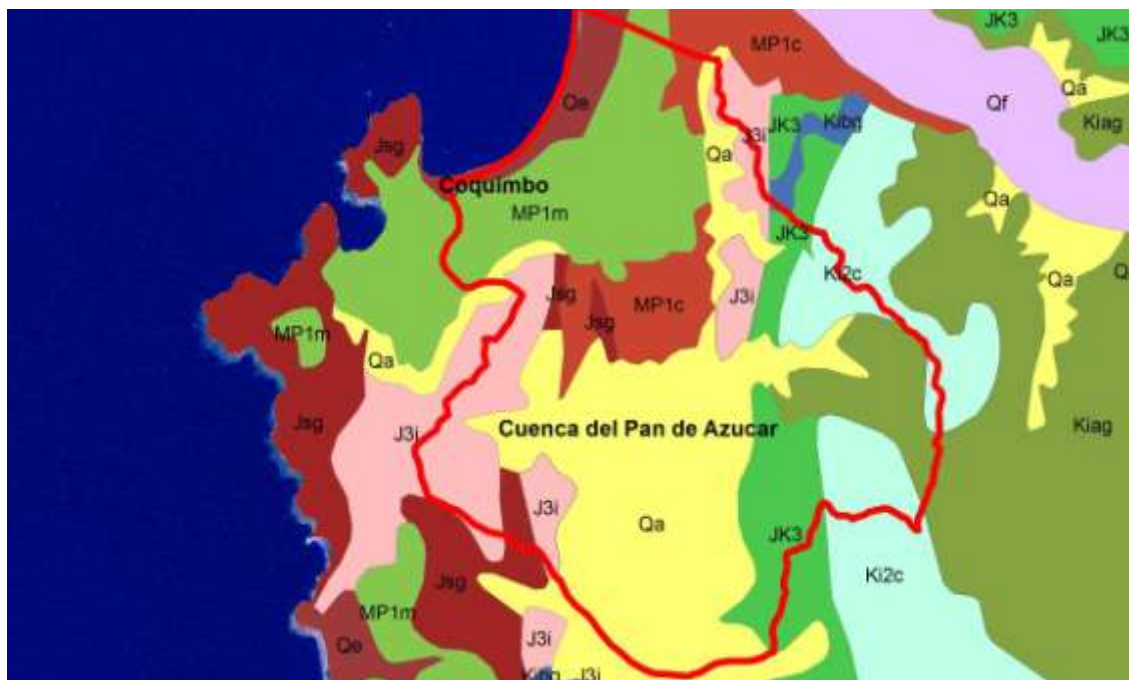 JK3
JK3
MP1c
Qe
Qa
Qf
JK3
Kibg
Kiag
Jsg
J3i
Qa
Coquimbo
Qa
MP1m
JK3
Ki2c
Qa
Q
Jsg
J3i
MP1c
Jsg
MP1m
Qa
Jsg
J3i
Cuenca del Pan de Azucar
Kiag
J3i
Qa
JK3
Jsg
Ki2c
MP1m
J3i
Qe
J3i